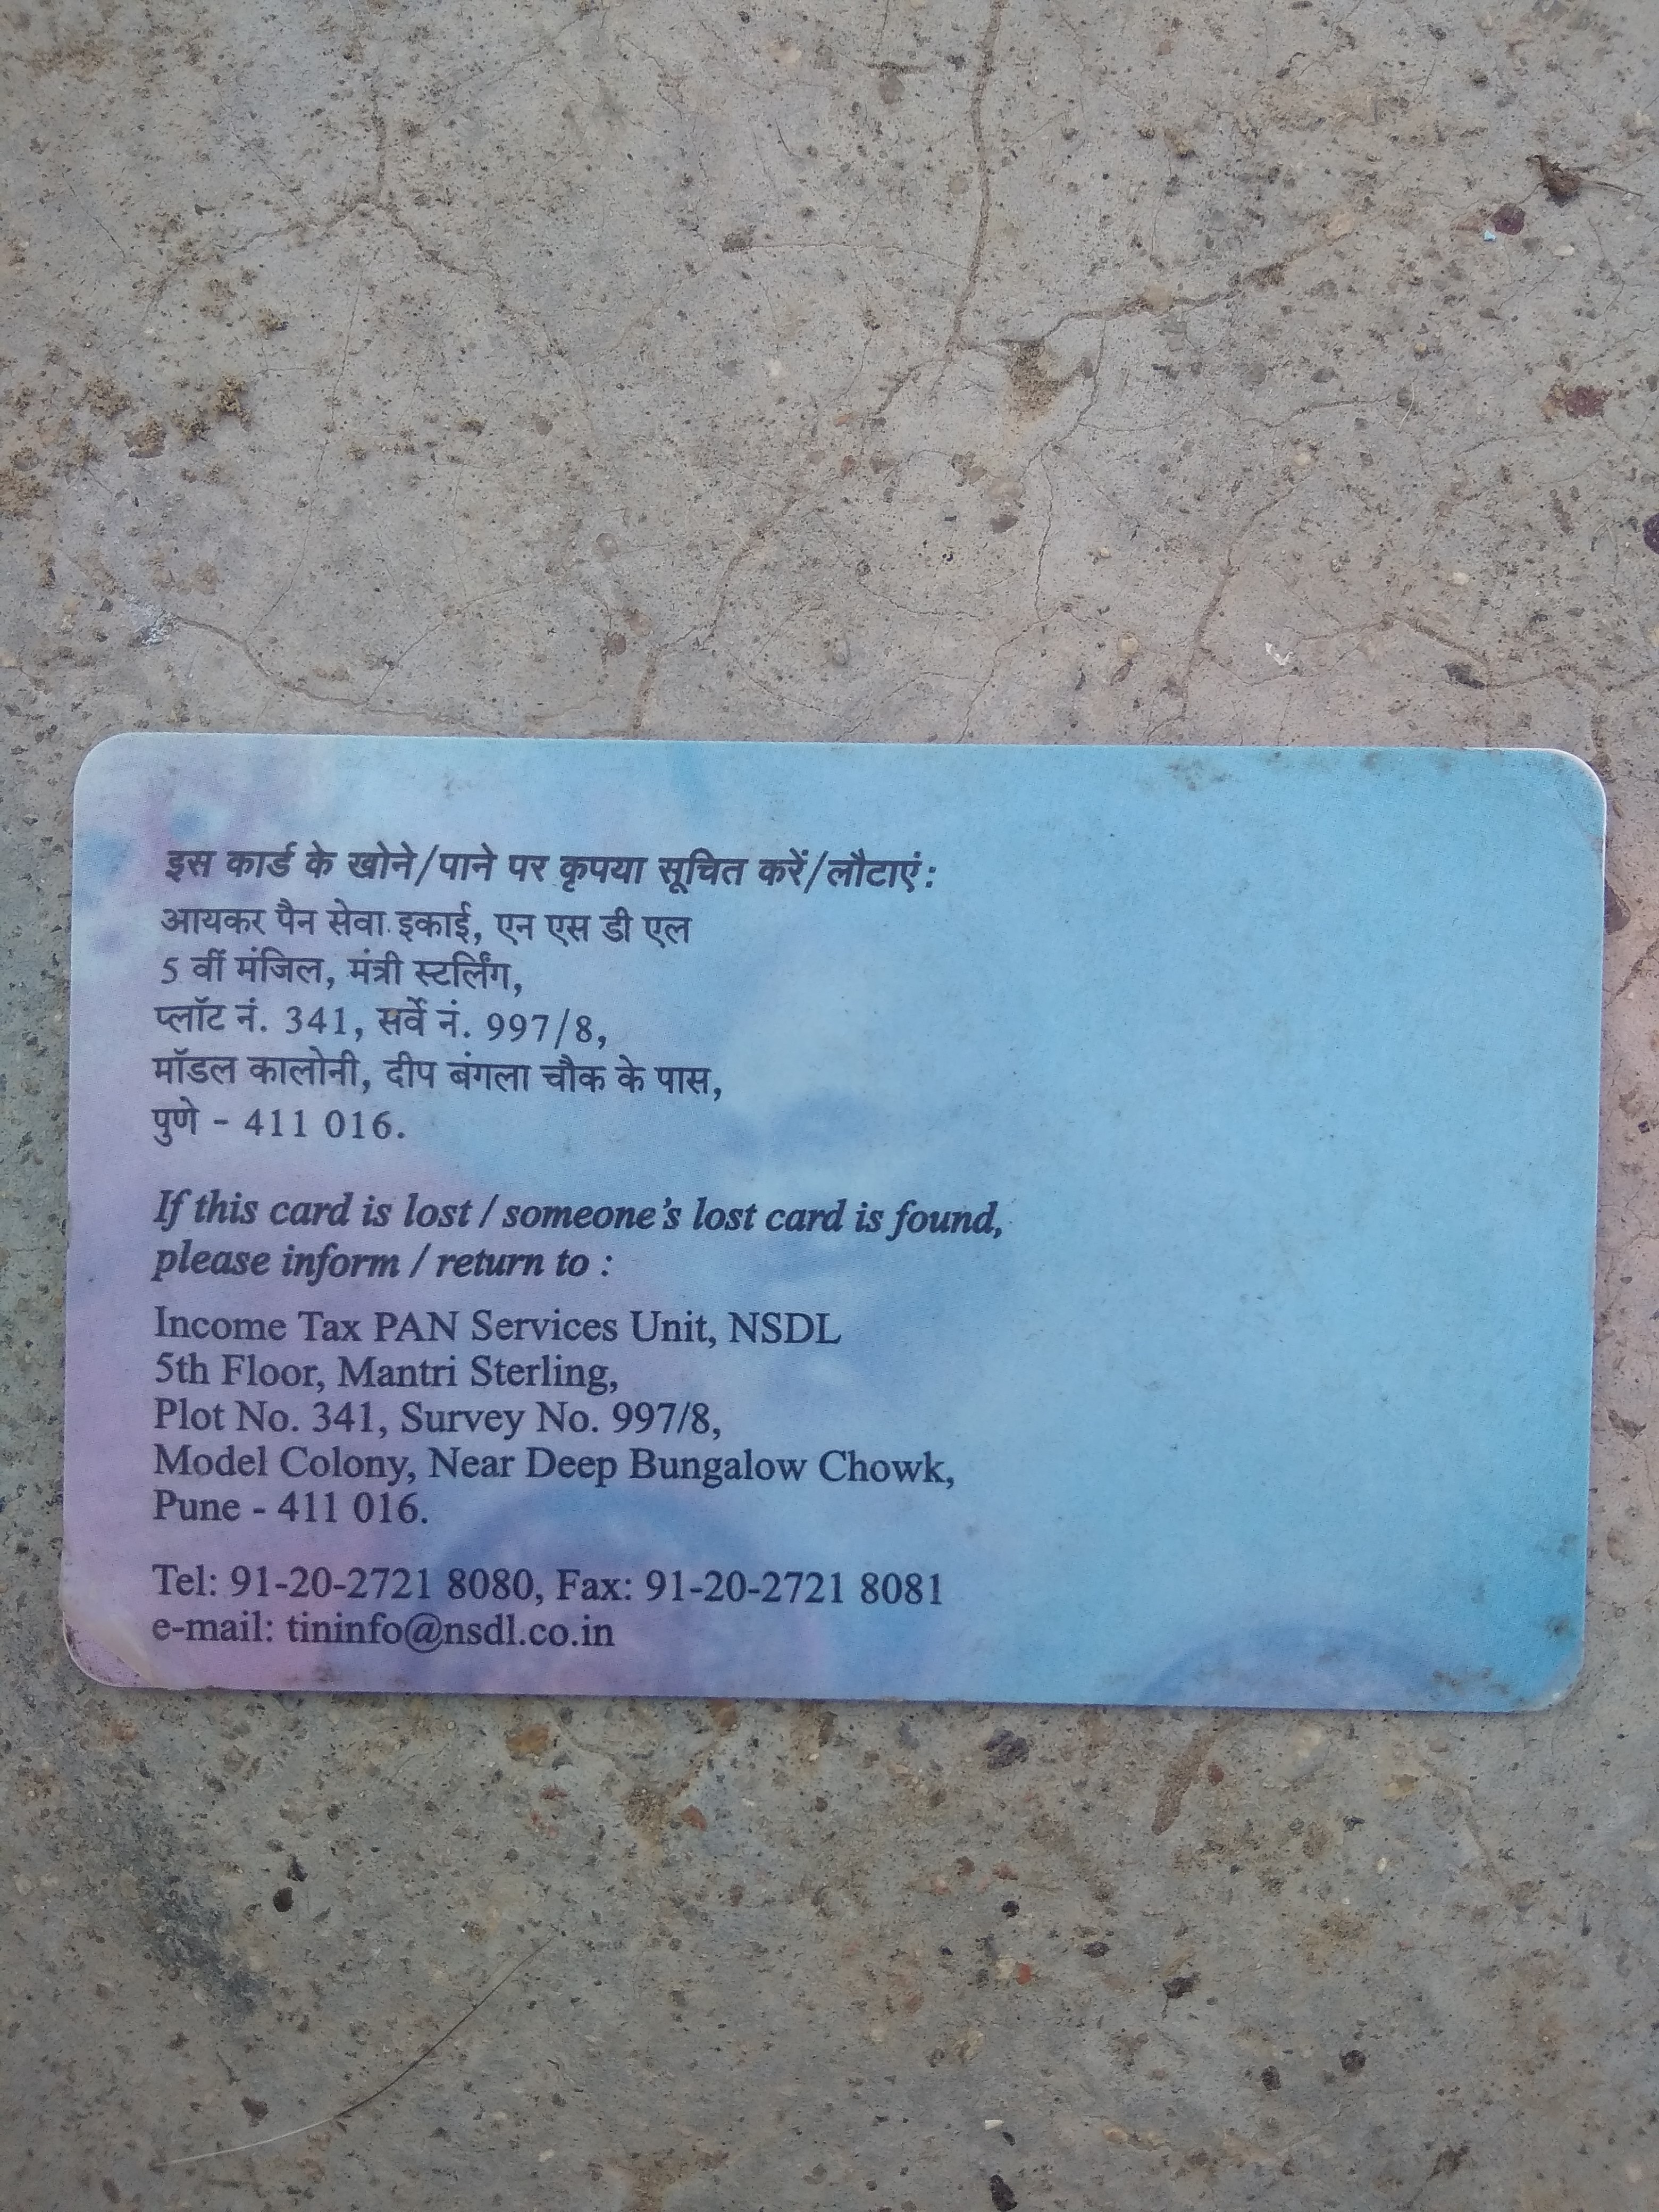 इस कार्ड के खोने/पाने पर कृपया सूचित करें/लौटाएं:
आयकर पैन सेवा इकाई, एन एस डी एल
5 वीं मंजिल, मंत्री स्टर्लिंग,
प्लॉट नं. 341, सर्वे नं. 997/8,
मॉडल कालोनी, दीप बंगला चौक के पास,
पुणे - 411 016.
If this card is lost / someone's lost card is found,
please inform / return to :
Income Tax PAN Services Unit, NSDL
5th Floor, Mantri Sterling,
Plot No. 341, Survey No. 997/8,
Model Colony, Near Deep Bungalow Chowk,
Pune - 411 016.
Tel: 91-20-2721 8080, Fax: 91-20-2721 8081
e-mail: tininfo@nsdl.co.in